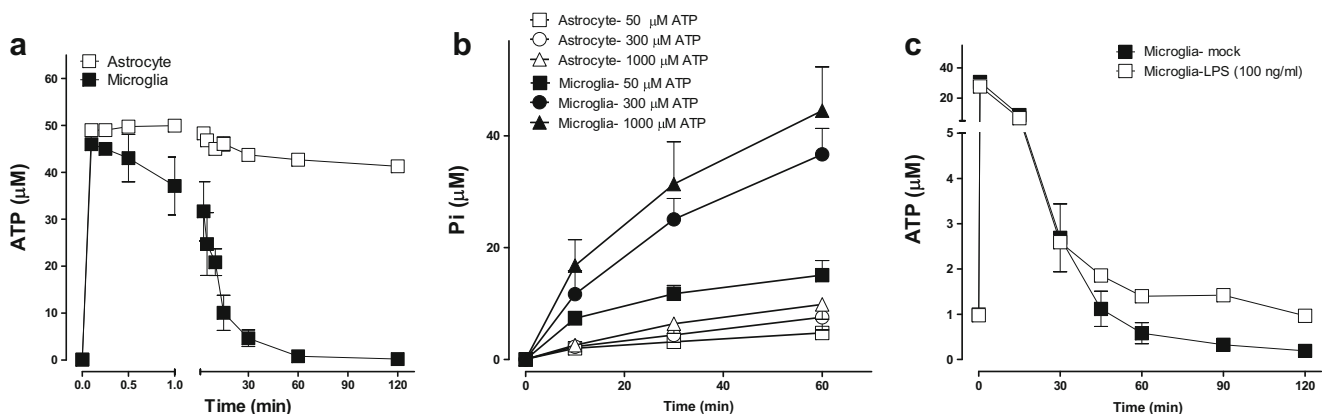 a
Astrocyte
Microglia
ATP (μM)
60
50
40
30
20
10
0
0.0 0.5 1.0 30 60 90 120
Time (min)
b
Astrocyte- 50 μM ATP
Astrocyte- 300 μM ATP
Astrocyte- 1000 μM ATP
Microglia- 50 μM ATP
Microglia- 300 μM ATP
Microglia- 1000 μM ATP
Pi (μM)
40
20
0
0 20 40 60
Time (min)
c
Microglia- mock
Microglia-LPS (100 ng/ml)
ATP (μM)
40
20
5
4
3
2
1
0
0 30 60 90 120
Time (min)